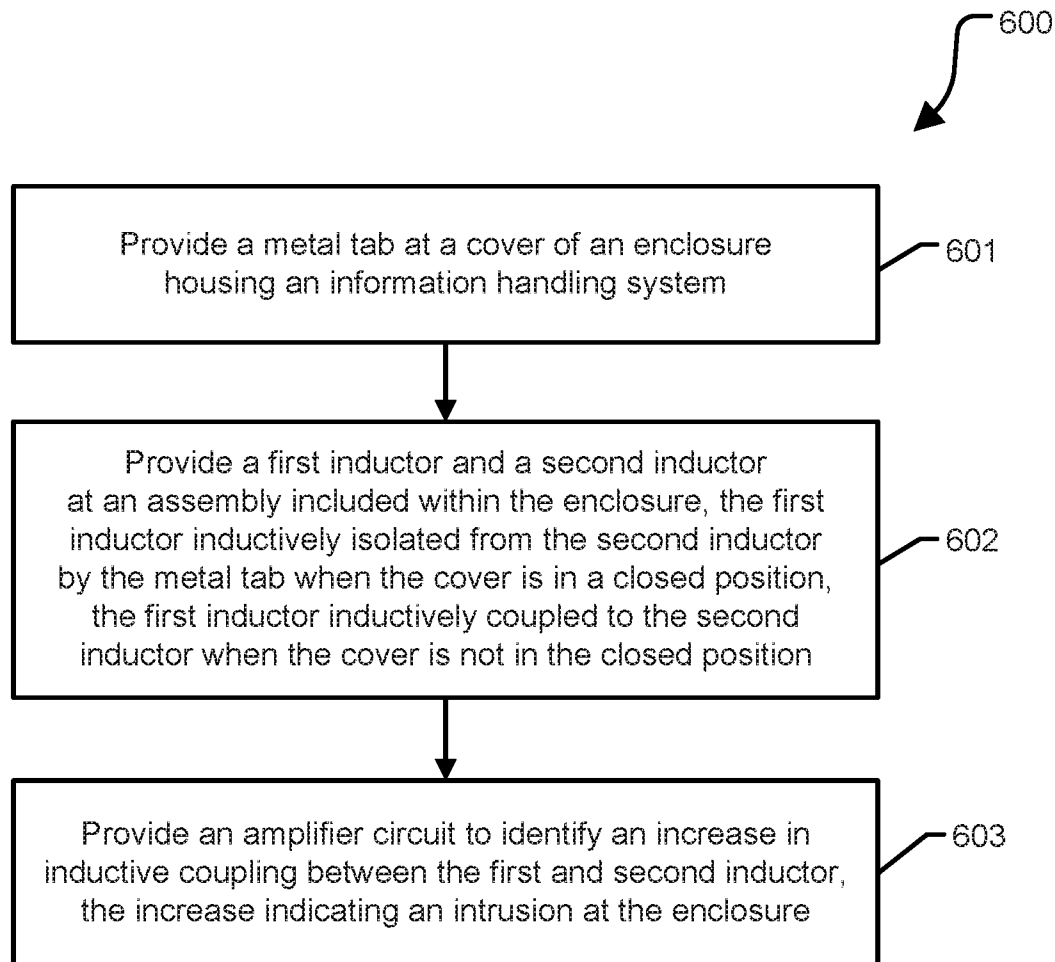 600
Provide a metal tab at a cover of an enclosure
housing an information handling system
601
Provide a first inductor and a second inductor
at an assembly included within the enclosure, the first
inductor inductively isolated from the second inductor
by the metal tab when the cover is in a closed position,
the first inductor inductively coupled to the second
inductor when the cover is not in the closed position
602
Provide an amplifier circuit to identify an increase in
inductive coupling between the first and second inductor,
the increase indicating an intrusion at the enclosure
603